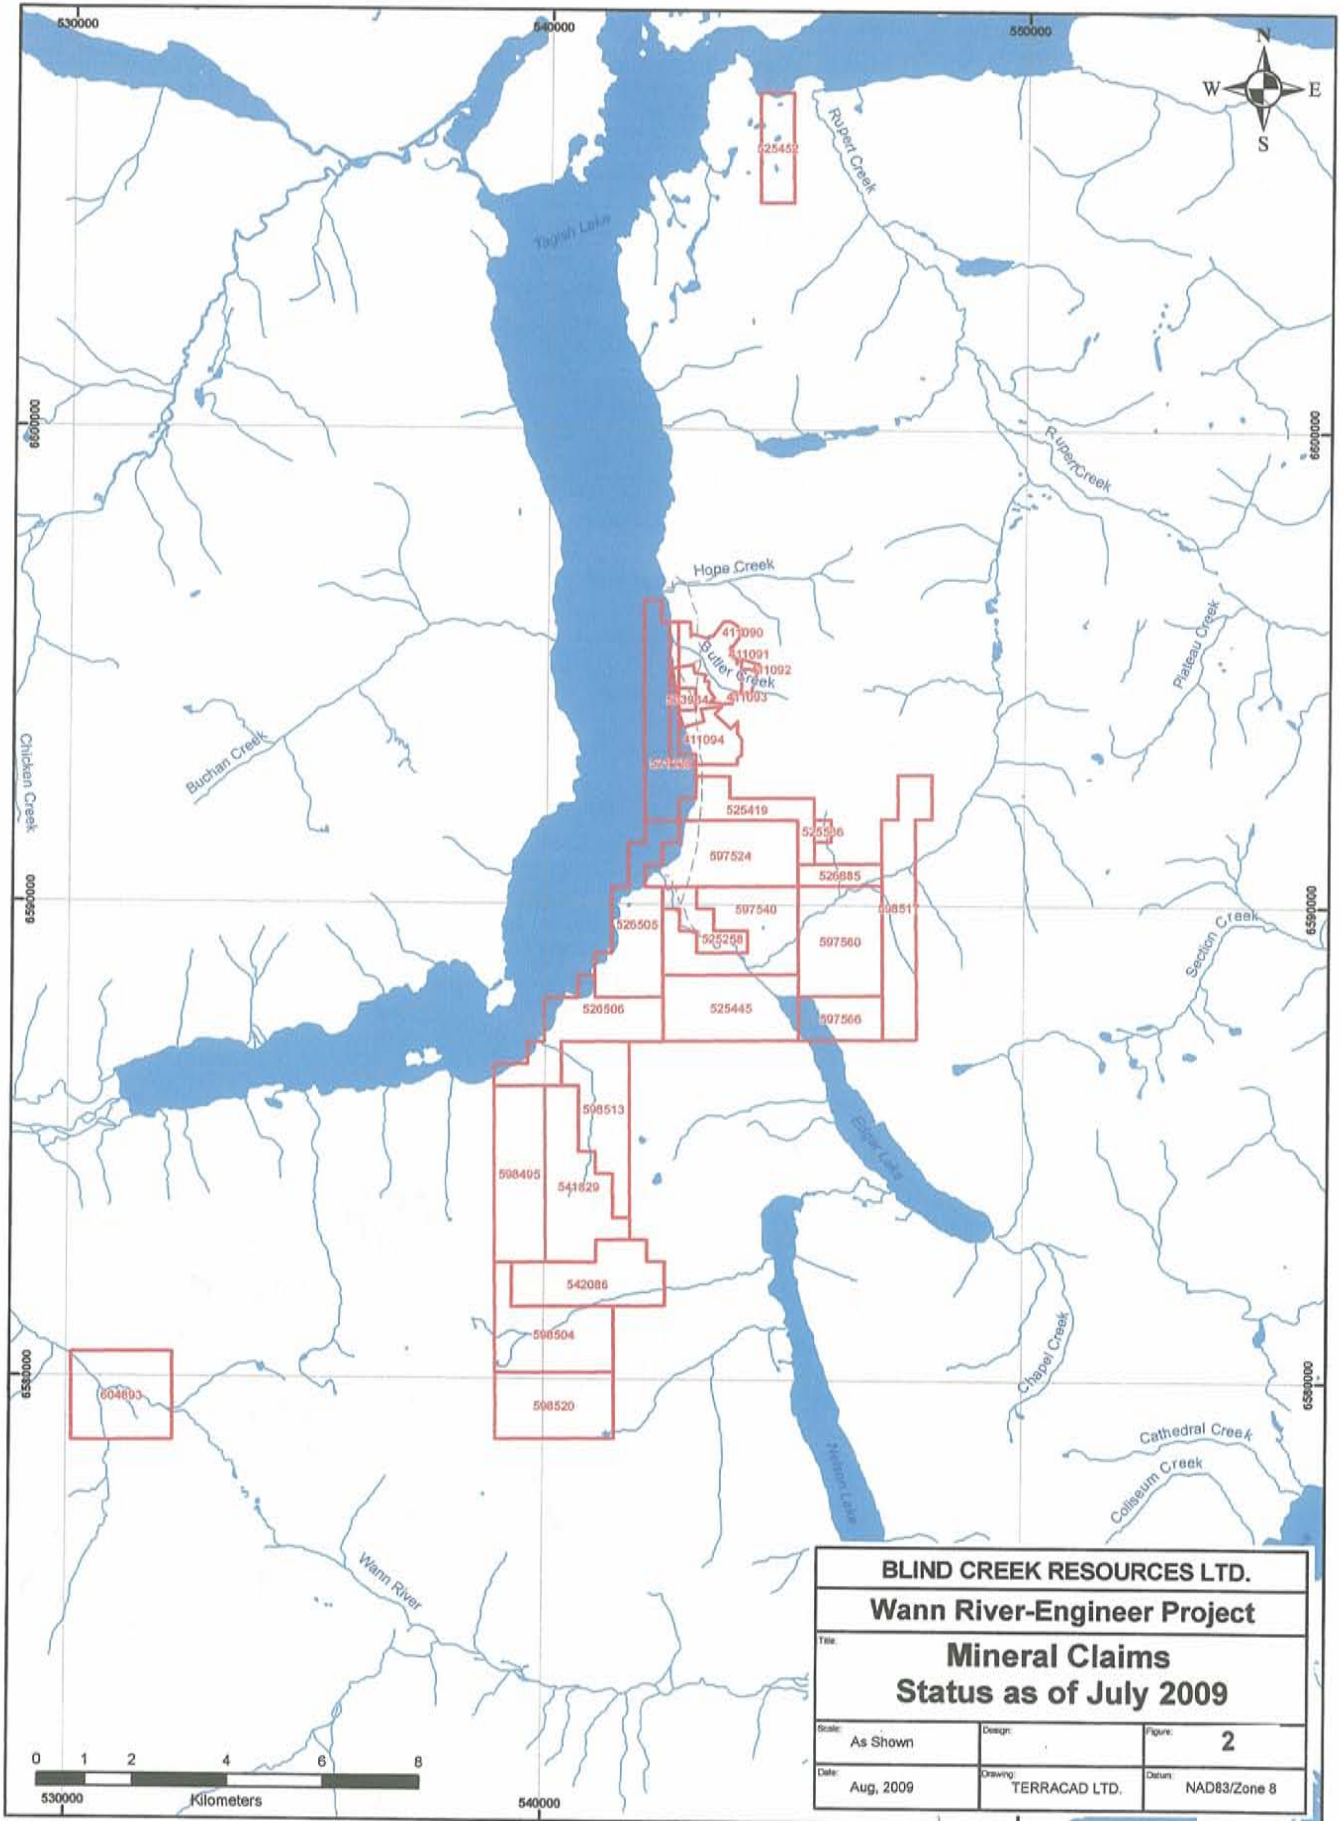 530000
540000
550000
N
W
E
S
525452
Rupert Creek
Tagish Lake
6600000
6600000
Rupert Creek
Hope Creek
411090
411091
411092
Butler Creek
411093
411094
Plateau Creek
Buchan Creek
Chicken Creek
525419
597524
526885
6590000
6590000
597540
526505
525258
597560
Section Creek
526506
525445
597566
598513
Edgar Lake
598495
541829
542086
598504
Chapel Creek
6580000
6580000
604893
598520
Cathedral Creek
Coliseum Creek
Nelson Lake
Wann River
BLIND CREEK RESOURCES LTD.
Wann River-Engineer Project
Title:
Mineral Claims
Status as of July 2009
Scale:
As Shown
Design:
Figure:
2
Date:
Aug, 2009
Drawing:
TERRACAD LTD.
Datum:
NAD83/Zone 8
0 1 2 4 6 8
Kilometers
530000
540000